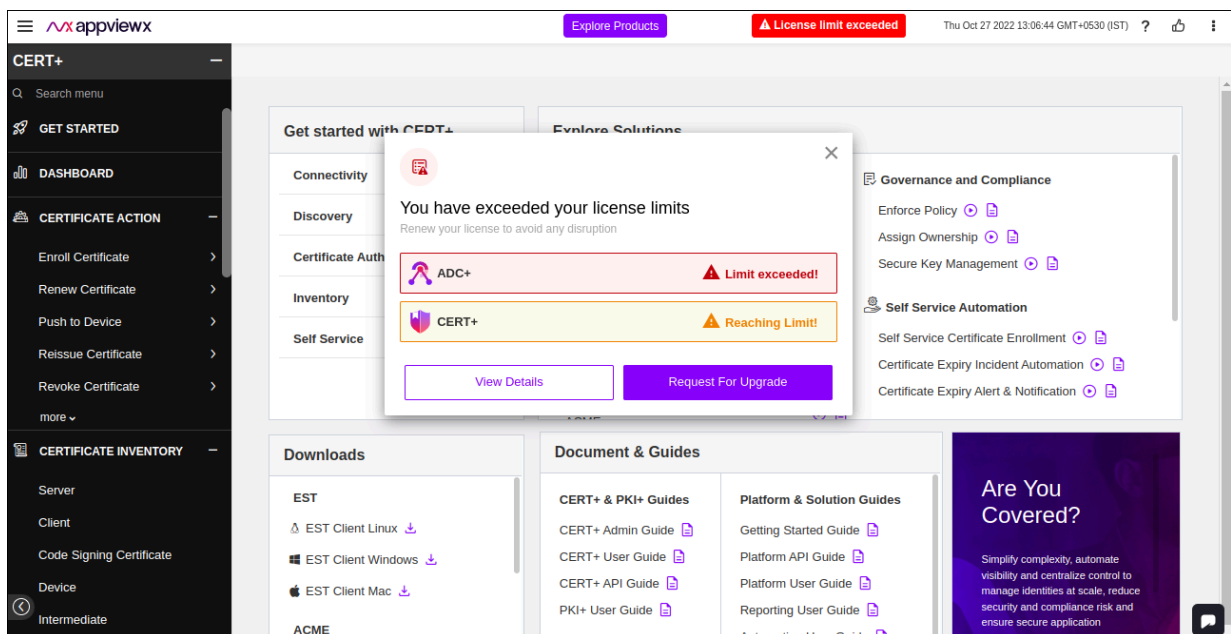 appviewx
Explore Products
License limit exceeded
Thu Oct 27 2022 13:06:44 GMT+0530 (IST) ?
CERT+
Search menu
GET STARTED
DASHBOARD
CERTIFICATE ACTION
Enroll Certificate
Renew Certificate
Push to Device
Reissue Certificate
Revoke Certificate
more
CERTIFICATE INVENTORY
Server
Client
Code Signing Certificate
Device
Intermediate
Get started with CERT+
Connectivity
Discovery
Certificate Auth
Inventory
Self Service
Explore Solutions
You have exceeded your license limits
Renew your license to avoid any disruption
ADC+
Limit exceeded!
CERT+
Reaching Limit!
View Details
Request For Upgrade
Governance and Compliance
Enforce Policy
Assign Ownership
Secure Key Management
Self Service Automation
Self Service Certificate Enrollment
Certificate Expiry Incident Automation
Certificate Expiry Alert & Notification
Downloads
EST
EST Client Linux
EST Client Windows
EST Client Mac
ACME
Document & Guides
CERT+ & PKI+ Guides
CERT+ Admin Guide
CERT+ User Guide
CERT+ API Guide
PKI+ User Guide
Platform & Solution Guides
Getting Started Guide
Platform API Guide
Platform User Guide
Reporting User Guide
Are You
Covered?
Simplify complexity, automate
visibility and centralize control to
manage identities at scale, reduce
security and compliance risk and
ensure secure application